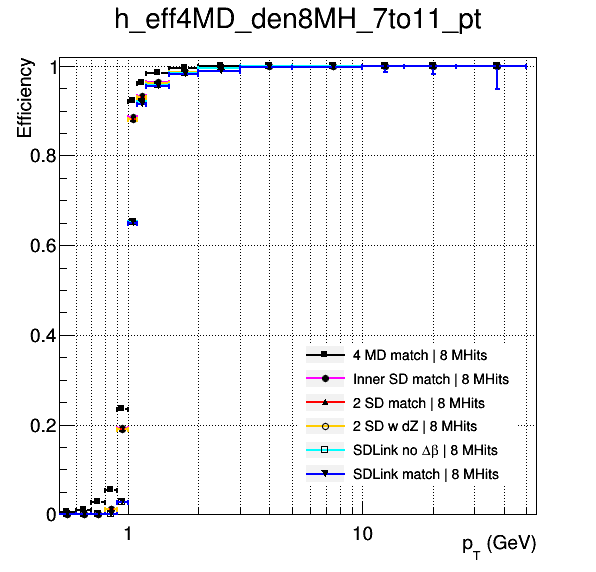 h_eff4MD_den8MH_7to11_pt
Efficiency
1
0.8
0.6
0.4
0.2
0
4 MD match | 8 MHits
Inner SD match | 8 MHits
2 SD match | 8 MHits
2 SD w dZ | 8 MHits
SDLink no Δβ | 8 MHits
SDLink match | 8 MHits
1
10
p_T (GeV)